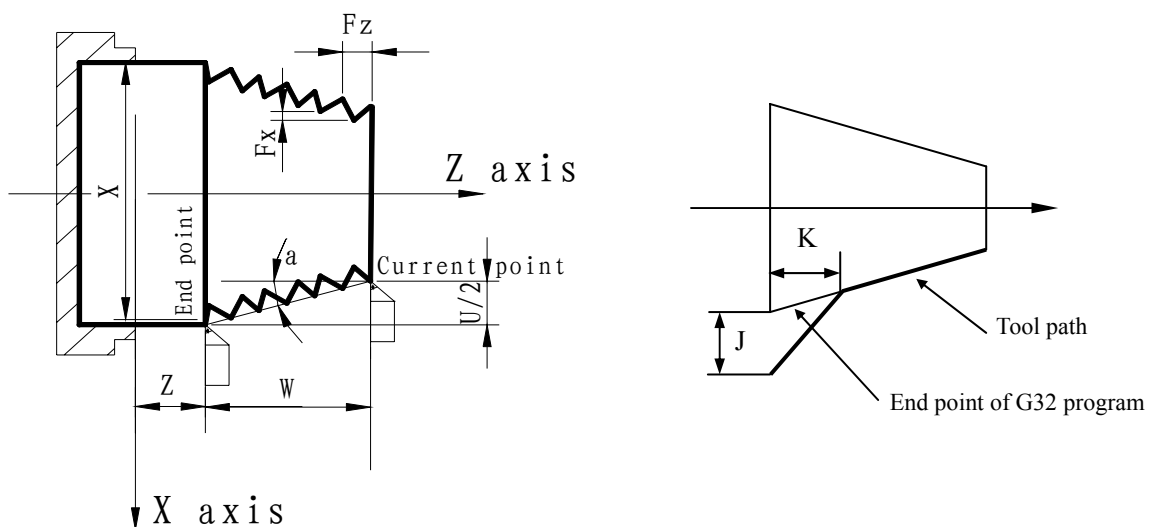 Fz
Fx
X
Z axis
End point
a
Current point
U/2
Z
W
X axis
K
J
Tool path
End point of G32 program